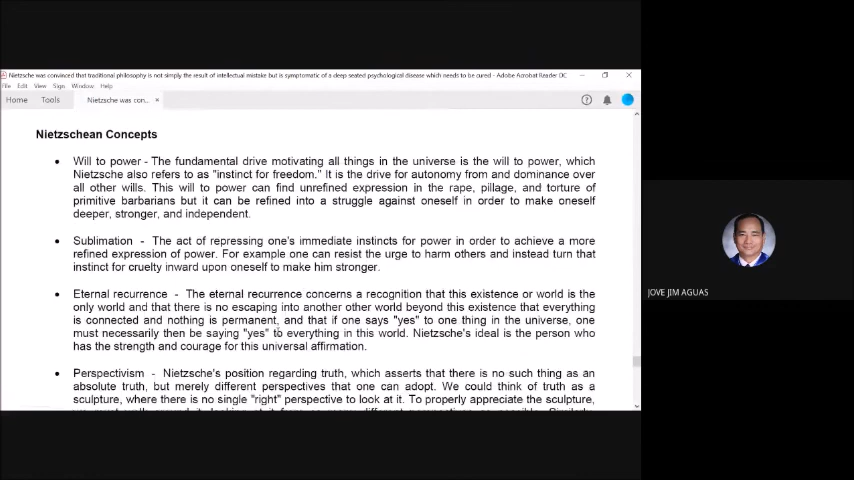 Nietzsche was convinced that traditional philosophy is not simply the result of intellectual mistake but is symptomatic of a deep seated psychological disease which needs to be cured - Adobe Acrobat Reader DC
File Edit View Sign Window Help
Home Tools Nietzsche was con... ×
Nietzschean Concepts
• Will to power - The fundamental drive motivating all things in the universe is the will to power, which
Nietzsche also refers to as "instinct for freedom." It is the drive for autonomy from and dominance over
all other wills. This will to power can find unrefined expression in the rape, pillage, and torture of
primitive barbarians but it can be refined into a struggle against oneself in order to make oneself
deeper, stronger, and independent.
• Sublimation - The act of repressing one's immediate instincts for power in order to achieve a more
refined expression of power. For example one can resist the urge to harm others and instead turn that
instinct for cruelty inward upon oneself to make him stronger.
• Eternal recurrence - The eternal recurrence concerns a recognition that this existence or world is the
only world and that there is no escaping into another other world beyond this existence that everything
is connected and nothing is permanent, and that if one says "yes" to one thing in the universe, one
must necessarily then be saying "yes" to everything in this world. Nietzsche's ideal is the person who
has the strength and courage for this universal affirmation.
• Perspectivism - Nietzsche's position regarding truth, which asserts that there is no such thing as an
absolute truth, but merely different perspectives that one can adopt. We could think of truth as a
sculpture, where there is no single "right" perspective to look at it. To properly appreciate the sculpture,
JOVE JIM AGUAS